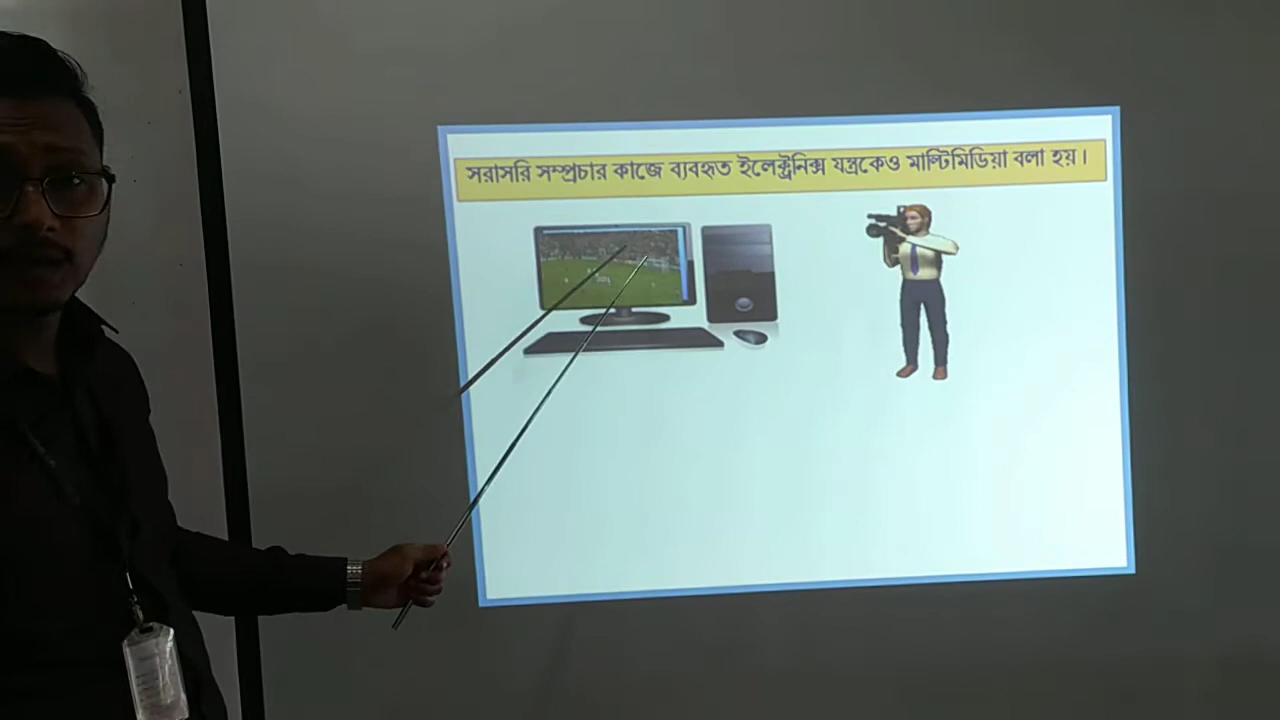 সরাসরি সম্প্রচার কাজে ব্যবহৃত ইলেক্ট্রনিক্স যন্ত্রকেও মাল্টিমিডিয়া বলা হয়।